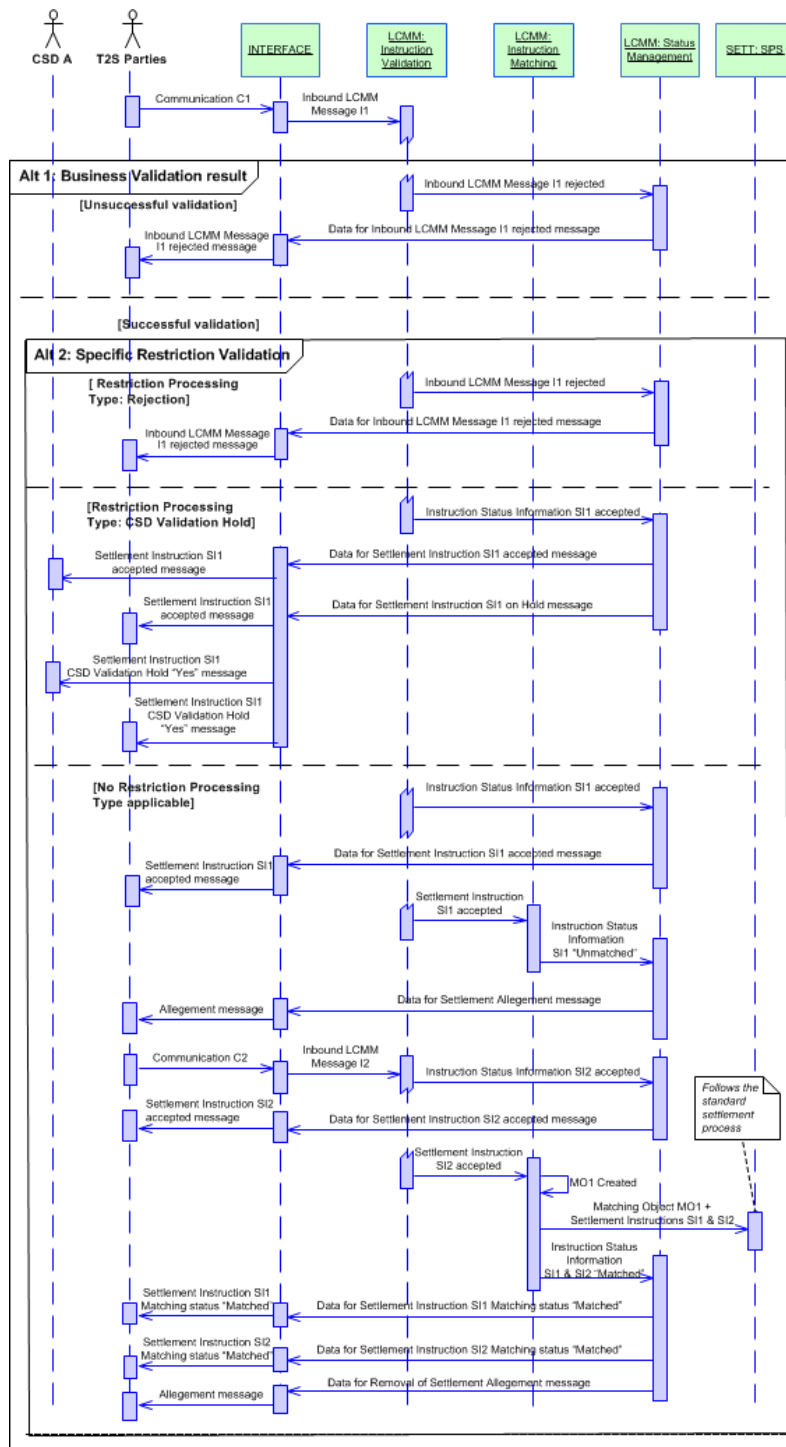 CSD A
T2S Parties
INTERFACE
LCMM:
Instruction
Validation
LCMM:
Instruction
Matching
LCMM: Status
Management
SETT: SPS
Communication C1
Inbound LCMM
Message I1
Alt 1: Business Validation result
[Unsuccessful validation]
Inbound LCMM Message I1 rejected
Data for Inbound LCMM Message I1 rejected message
Inbound LCMM Message
I1 rejected message
[Successful validation]
Alt 2: Specific Restriction Validation
[ Restriction Processing
Type: Rejection]
Inbound LCMM Message I1 rejected
Data for Inbound LCMM Message I1 rejected message
Inbound LCMM Message
I1 rejected message
[Restriction Processing
Type: CSD Validation Hold]
Instruction Status Information SI1 accepted
Data for Settlement Instruction SI1 accepted message
Settlement Instruction SI1
accepted message
Data for Settlement Instruction SI1 on Hold message
Settlement Instruction SI1
accepted message
Settlement Instruction SI1
CSD Validation Hold “Yes” message
Settlement Instruction SI1
CSD Validation Hold
“Yes” message
[No Restriction Processing
Type applicable]
Instruction Status Information SI1 accepted
Data for Settlement Instruction SI1 accepted message
Settlement Instruction SI1
accepted message
Settlement Instruction
SI1 accepted
Instruction Status
Information
SI1 “Unmatched”
Data for Settlement Allegement message
Allegement message
Communication C2
Inbound LCMM
Message I2
Instruction Status Information SI2 accepted
Follows the
standard
settlement
process
Settlement Instruction SI2
accepted message
Data for Settlement Instruction SI2 accepted message
Settlement Instruction
SI2 accepted
MO1 Created
Matching Object MO1 +
Settlement Instructions SI1 & SI2
Instruction Status
Information
SI1 & SI2 “Matched”
Settlement Instruction SI1
Matching status “Matched”
Data for Settlement Instruction SI1 Matching status “Matched”
Settlement Instruction SI2
Matching status “Matched”
Data for Settlement Instruction SI2 Matching status “Matched”
Data for Removal of Settlement Allegement message
Allegement message